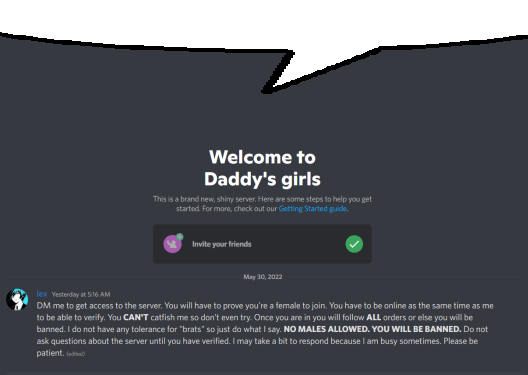 Welcome to
Daddy's girls
This is a brand new, shiny server. Here are some steps to help you get
started. For more, check out our Getting Started guide.
Invite your friends
May 30, 2022
lex Yesterday at 5:16 AM
DM me to get access to the server. You will have to prove you're a female to join. You have to be online as the same time as me
to be able to verify. You CAN'T catfish me so don't even try. Once you are in you will follow ALL orders or else you will be
banned. I do not have any tolerance for "brats" so just do what I say. NO MALES ALLOWED. YOU WILL BE BANNED. Do not
ask questions about the server until you have verified. I may take a bit to respond because I am busy sometimes. Please be
patient. (edited)